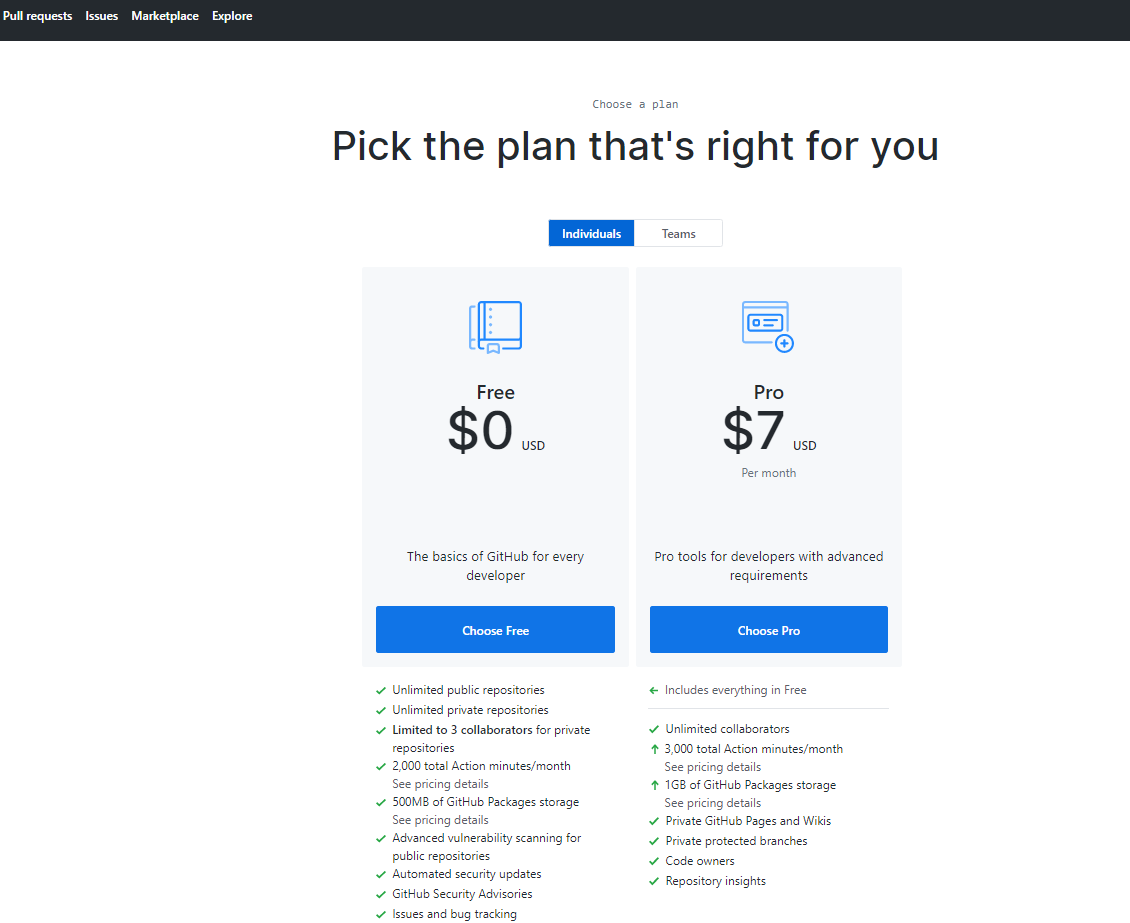 Pull requests Issues Marketplace Explore
Choose a plan
Pick the plan that's right for you
Individuals Teams
Free
$0 USD
The basics of GitHub for every
developer
Choose Free
Unlimited public repositories
Unlimited private repositories
Limited to 3 collaborators for private
repositories
2,000 total Action minutes/month
See pricing details
500MB of GitHub Packages storage
See pricing details
Advanced vulnerability scanning for
public repositories
Automated security updates
GitHub Security Advisories
Issues and bug tracking
Pro
$7 USD
Per month
Pro tools for developers with advanced
requirements
Choose Pro
Includes everything in Free
Unlimited collaborators
3,000 total Action minutes/month
See pricing details
1GB of GitHub Packages storage
See pricing details
Private GitHub Pages and Wikis
Private protected branches
Code owners
Repository insights